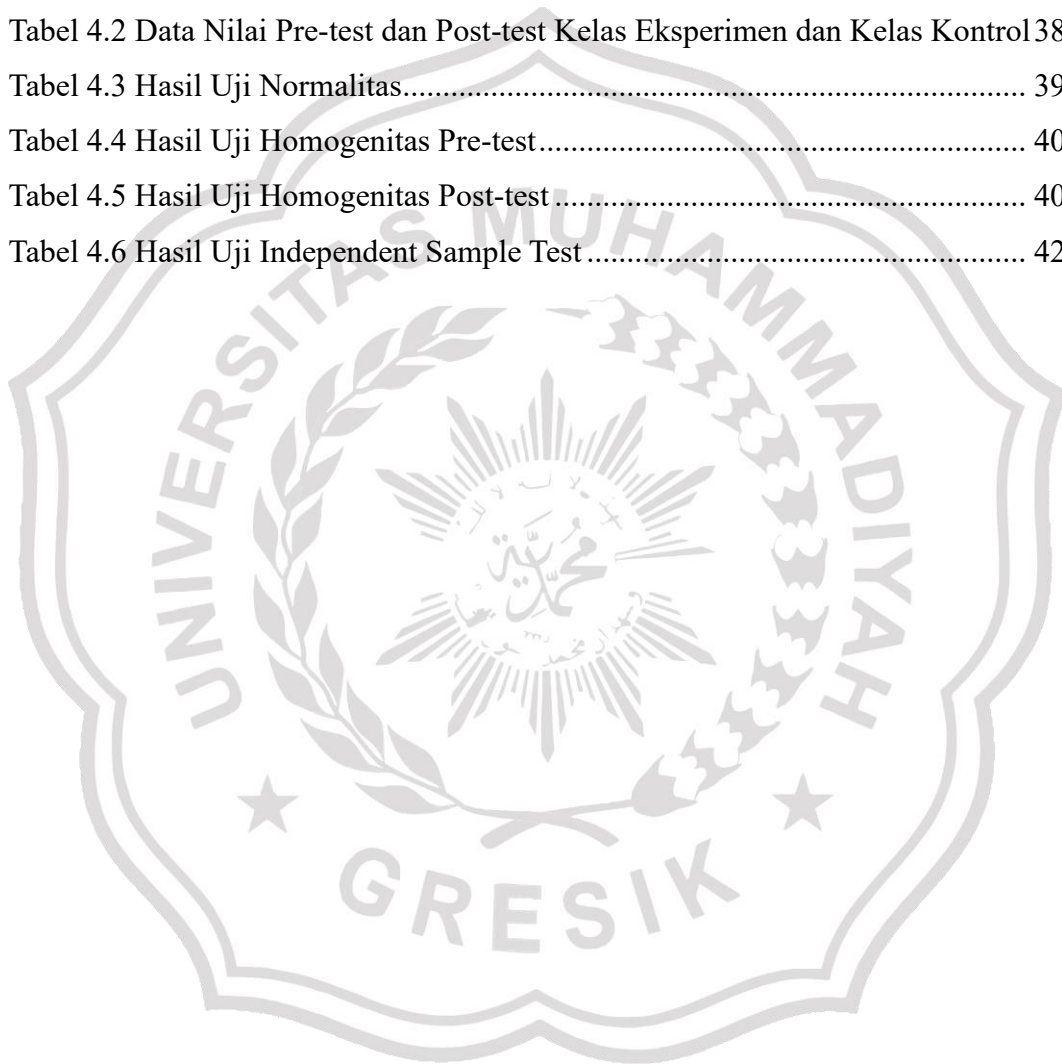 Tabel 4.2 Data Nilai Pre-test dan Post-test Kelas Eksperimen dan Kelas Kontrol38
Tabel 4.3 Hasil Uji Normalitas.................................................................................. 39
Tabel 4.4 Hasil Uji Homogenitas Pre-test................................................................ 40
Tabel 4.5 Hasil Uji Homogenitas Post-test .............................................................. 40
Tabel 4.6 Hasil Uji Independent Sample Test .......................................................... 42
UNIVERSITAS MUHAMMADIYAH
محمدية
GRESIK